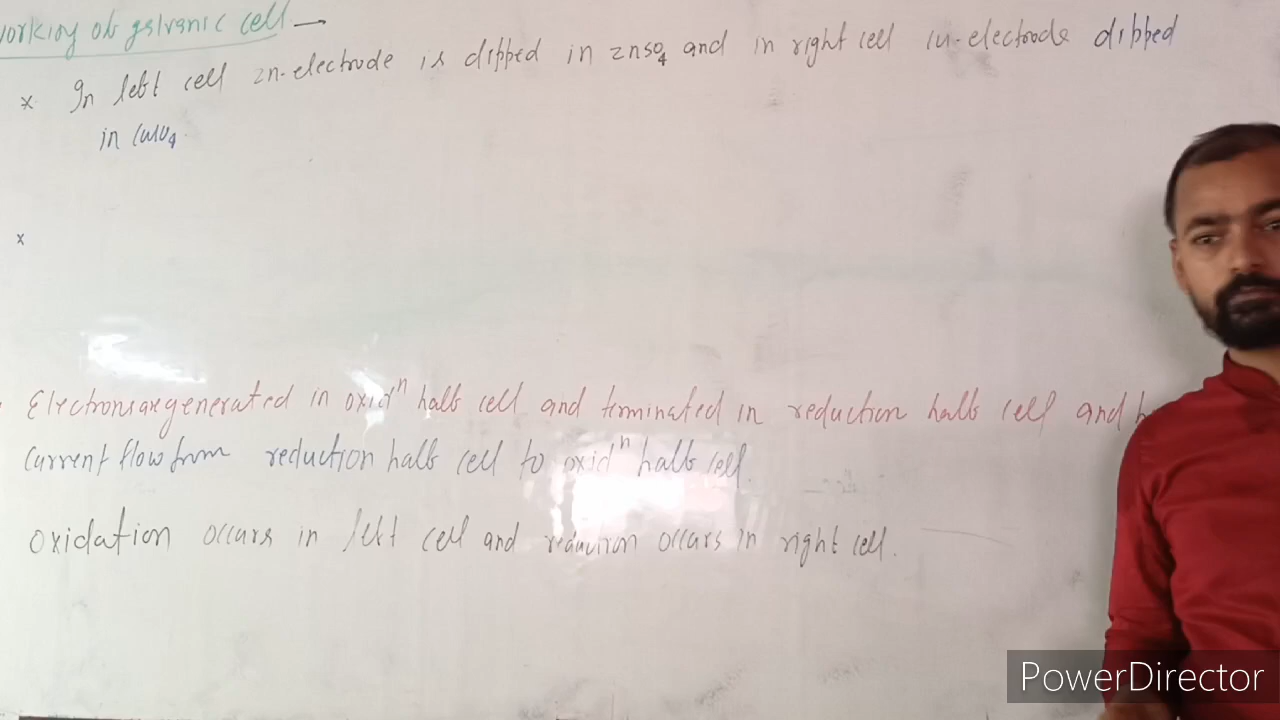 working of galvanic cell →
* In left cell zn-electrode is dipped in znso4 and in right cell cu-electrode dipped
in CuSO4.
*
Electrons are generated in oxidⁿ half cell and terminated in reduction half cell and
current flow from reduction half cell to oxidⁿ half cell.
oxidation occurs in left cell and reduction occurs in right cell.
PowerDirector